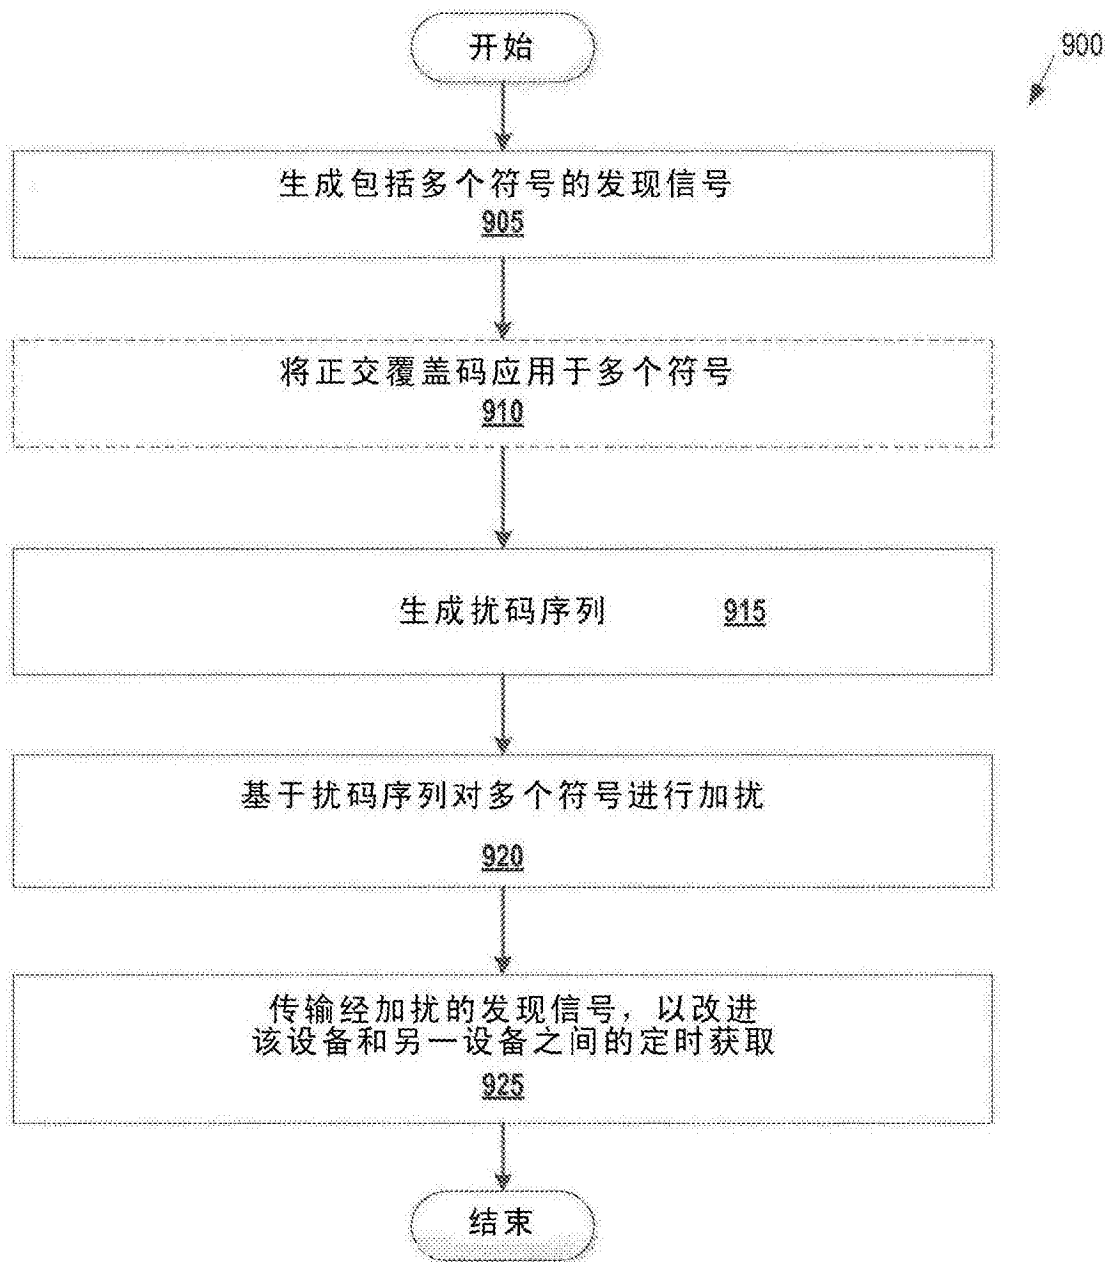 开始
900
生成包括多个符号的发现信号
905
将正交覆盖码应用于多个符号
910
生成扰码序列 915
基于扰码序列对多个符号进行加扰
920
传输经加扰的发现信号，以改进
该设备和另一设备之间的定时获取
925
结束